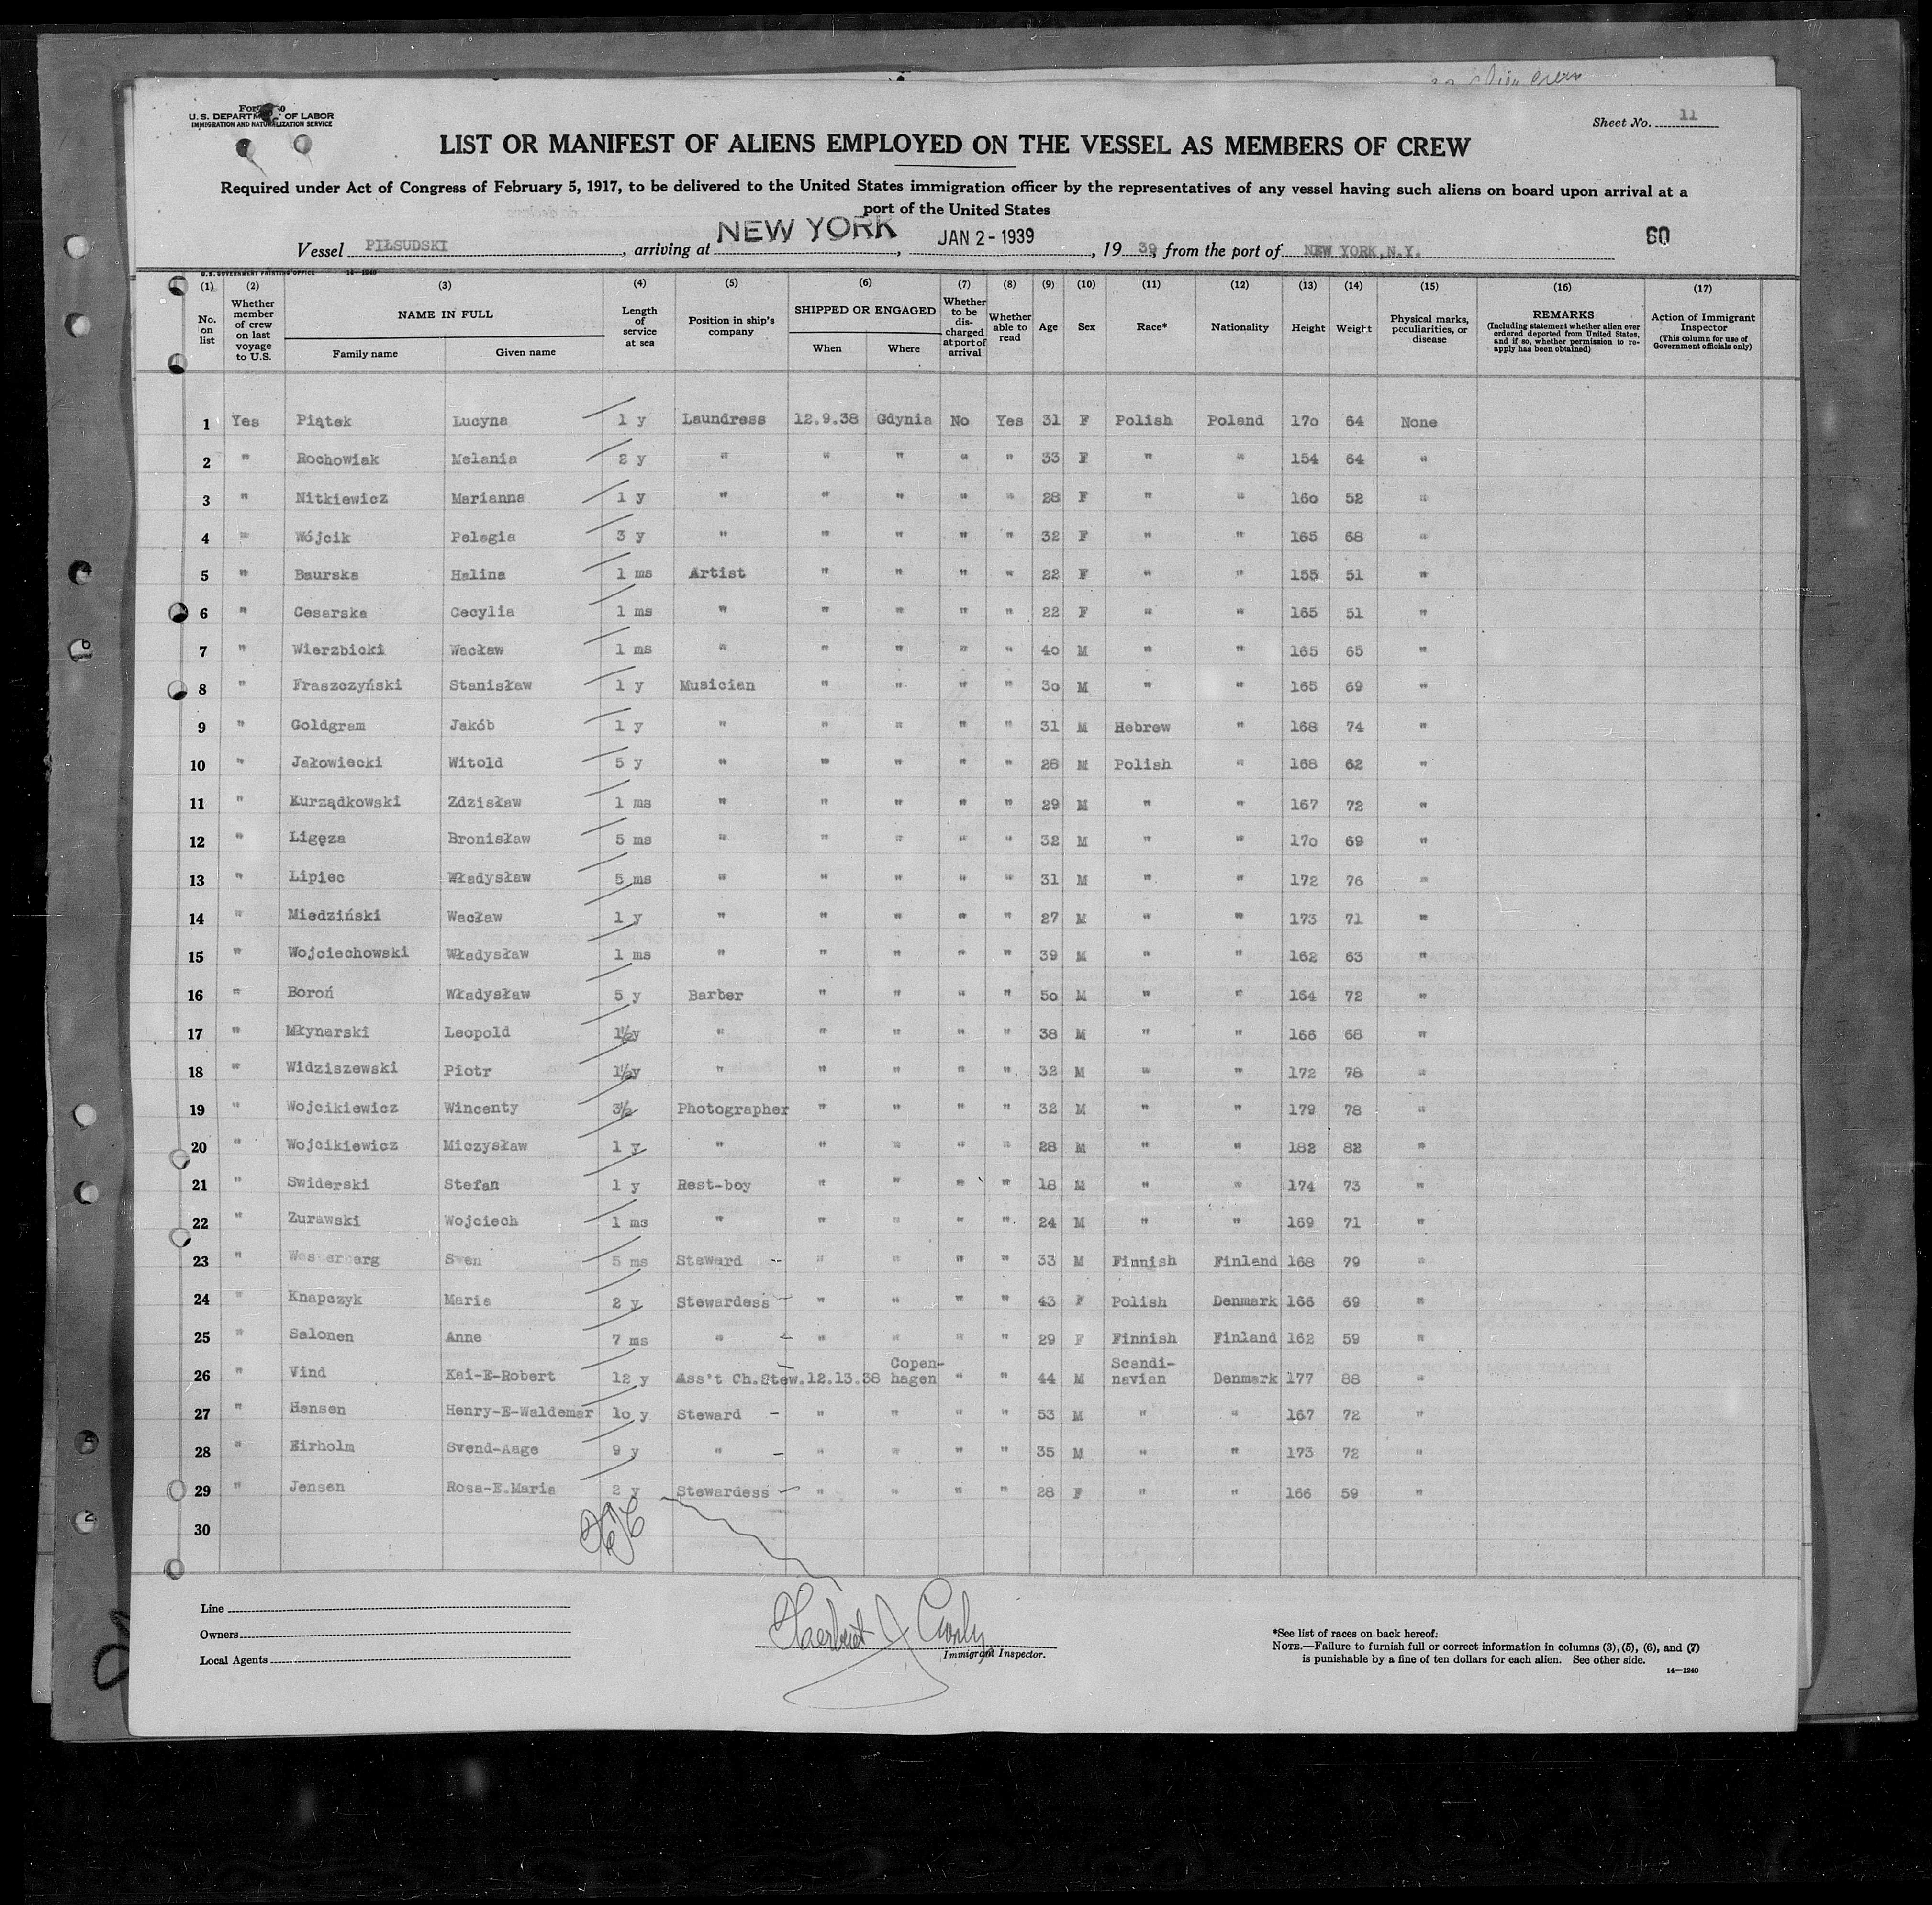 U.S. DEPARTMENT OF LABOR
IMMIGRATION AND NATURALIZATION SERVICE
Sheet No. 11
LIST OR MANIFEST OF ALIENS EMPLOYED ON THE VESSEL AS MEMBERS OF CREW
Required under Act of Congress of February 5, 1917, to be delivered to the United States immigration officer by the representatives of any vessel having such aliens on board upon arrival at a
port of the United States
Vessel PIŁSUDSKI, arriving at NEW YORK, JAN 2 - 1939, 19 39, from the port of NEW YORK, N.Y. 60
U.S. GOVERNMENT PRINTING OFFICE 14-1240
(1) (2) (3) (4) (5) (6) (7) (8) (9) (10) (11) (12) (13) (14) (15) (16) (17)
No. on list
Whether member of crew on last voyage to U.S.
NAME IN FULL
Family name Given name
Length of service at sea
Position in ship's company
SHIPPED OR ENGAGED
When Where
Whether to be discharged at port of arrival
Whether able to read
Age Sex Race* Nationality Height Weight
Physical marks, peculiarities, or disease
REMARKS
(Including statement whether alien ever ordered deported from United States, and if so, whether permission to reapply has been obtained)
Action of Immigrant Inspector
(This column for use of Government officials only)
1 Yes Piątek Lucyna 1 y Laundress 12.9.38 Gdynia No Yes 31 F Polish Poland 170 64 None
2 " Rochowiak Melania 2 y " " " " " 33 F " " 154 64 "
3 " Nitkiewicz Marianna 1 y " " " " " 28 F " " 160 52 "
4 " Wójcik Pelagia 3 y " " " " " 32 F " " 165 68 "
5 " Baurska Halina 1 ms Artist " " " " 22 F " " 155 51 "
6 " Cesarska Cecylia 1 ms " " " " " 22 F " " 165 51 "
7 " Wierzbicki Wacław 1 ms " " " " " 40 M " " 165 65 "
8 " Fraszczyński Stanisław 1 y Musician " " " " 30 M " " 165 69 "
9 " Goldgram Jakób 1 y " " " " " 31 M Hebrew " 168 74 "
10 " Jałowiecki Witold 5 y " " " " " 28 M Polish " 168 62 "
11 " Kurządkowski Zdzisław 1 ms " " " " " 29 M " " 167 72 "
12 " Ligęza Bronisław 5 ms " " " " " 32 M " " 170 69 "
13 " Lipiec Władysław 5 ms " " " " " 31 M " " 172 76 "
14 " Miedziński Wacław 1 y " " " " " 27 M " " 173 71 "
15 " Wojciechowski Władysław 1 ms " " " " " 39 M " " 162 63 "
16 " Boroń Władysław 5 y Barber " " " " 50 M " " 164 72 "
17 " Młynarski Leopold 1½y " " " " " 38 M " " 166 68 "
18 " Widziszewski Piotr 1½y " " " " " 32 M " " 172 78 "
19 " Wojcikiewicz Wincenty 3½ Photographer " " " " 32 M " " 179 78 "
20 " Wojcikiewicz Miczysław 1 y " " " " " 28 M " " 182 82 "
21 " Swiderski Stefan 1 y Rest-boy " " " " 18 M " " 174 73 "
22 " Zurawski Wojciech 1 ms " " " " " 24 M " " 169 71 "
23 " Sven 5 ms Steward -- " " " " 33 M Finnish Finland 168 79 "
24 " Knapczyk Maria 2 y Stewardess - " " " " 43 F Polish Denmark 166 69 "
25 " Salonen Anne 7 ms " - " " " " 29 F Finnish Finland 162 59 "
26 " Vind Kai-E-Robert 12 y Ass't Ch.Stew. 12.13.38 Copen-hagen " " 44 M Scandi-navian Denmark 177 88 "
27 " Hansen Henry-E-Waldemar 10 y Steward - " " " " 53 M " " 167 72 "
28 " Eirholm Svend-Aage 9 y " - " " " " 35 M " " 173 72 "
29 " Jensen Rosa-E.Maria 2 y Stewardess - " " " " 28 F " " 166 59 "
30
Line
Owners
Local Agents
Immigrant Inspector.
*See list of races on back hereof.
NOTE.—Failure to furnish full or correct information in columns (3), (5), (6), and (7)
is punishable by a fine of ten dollars for each alien. See other side.
14—1240